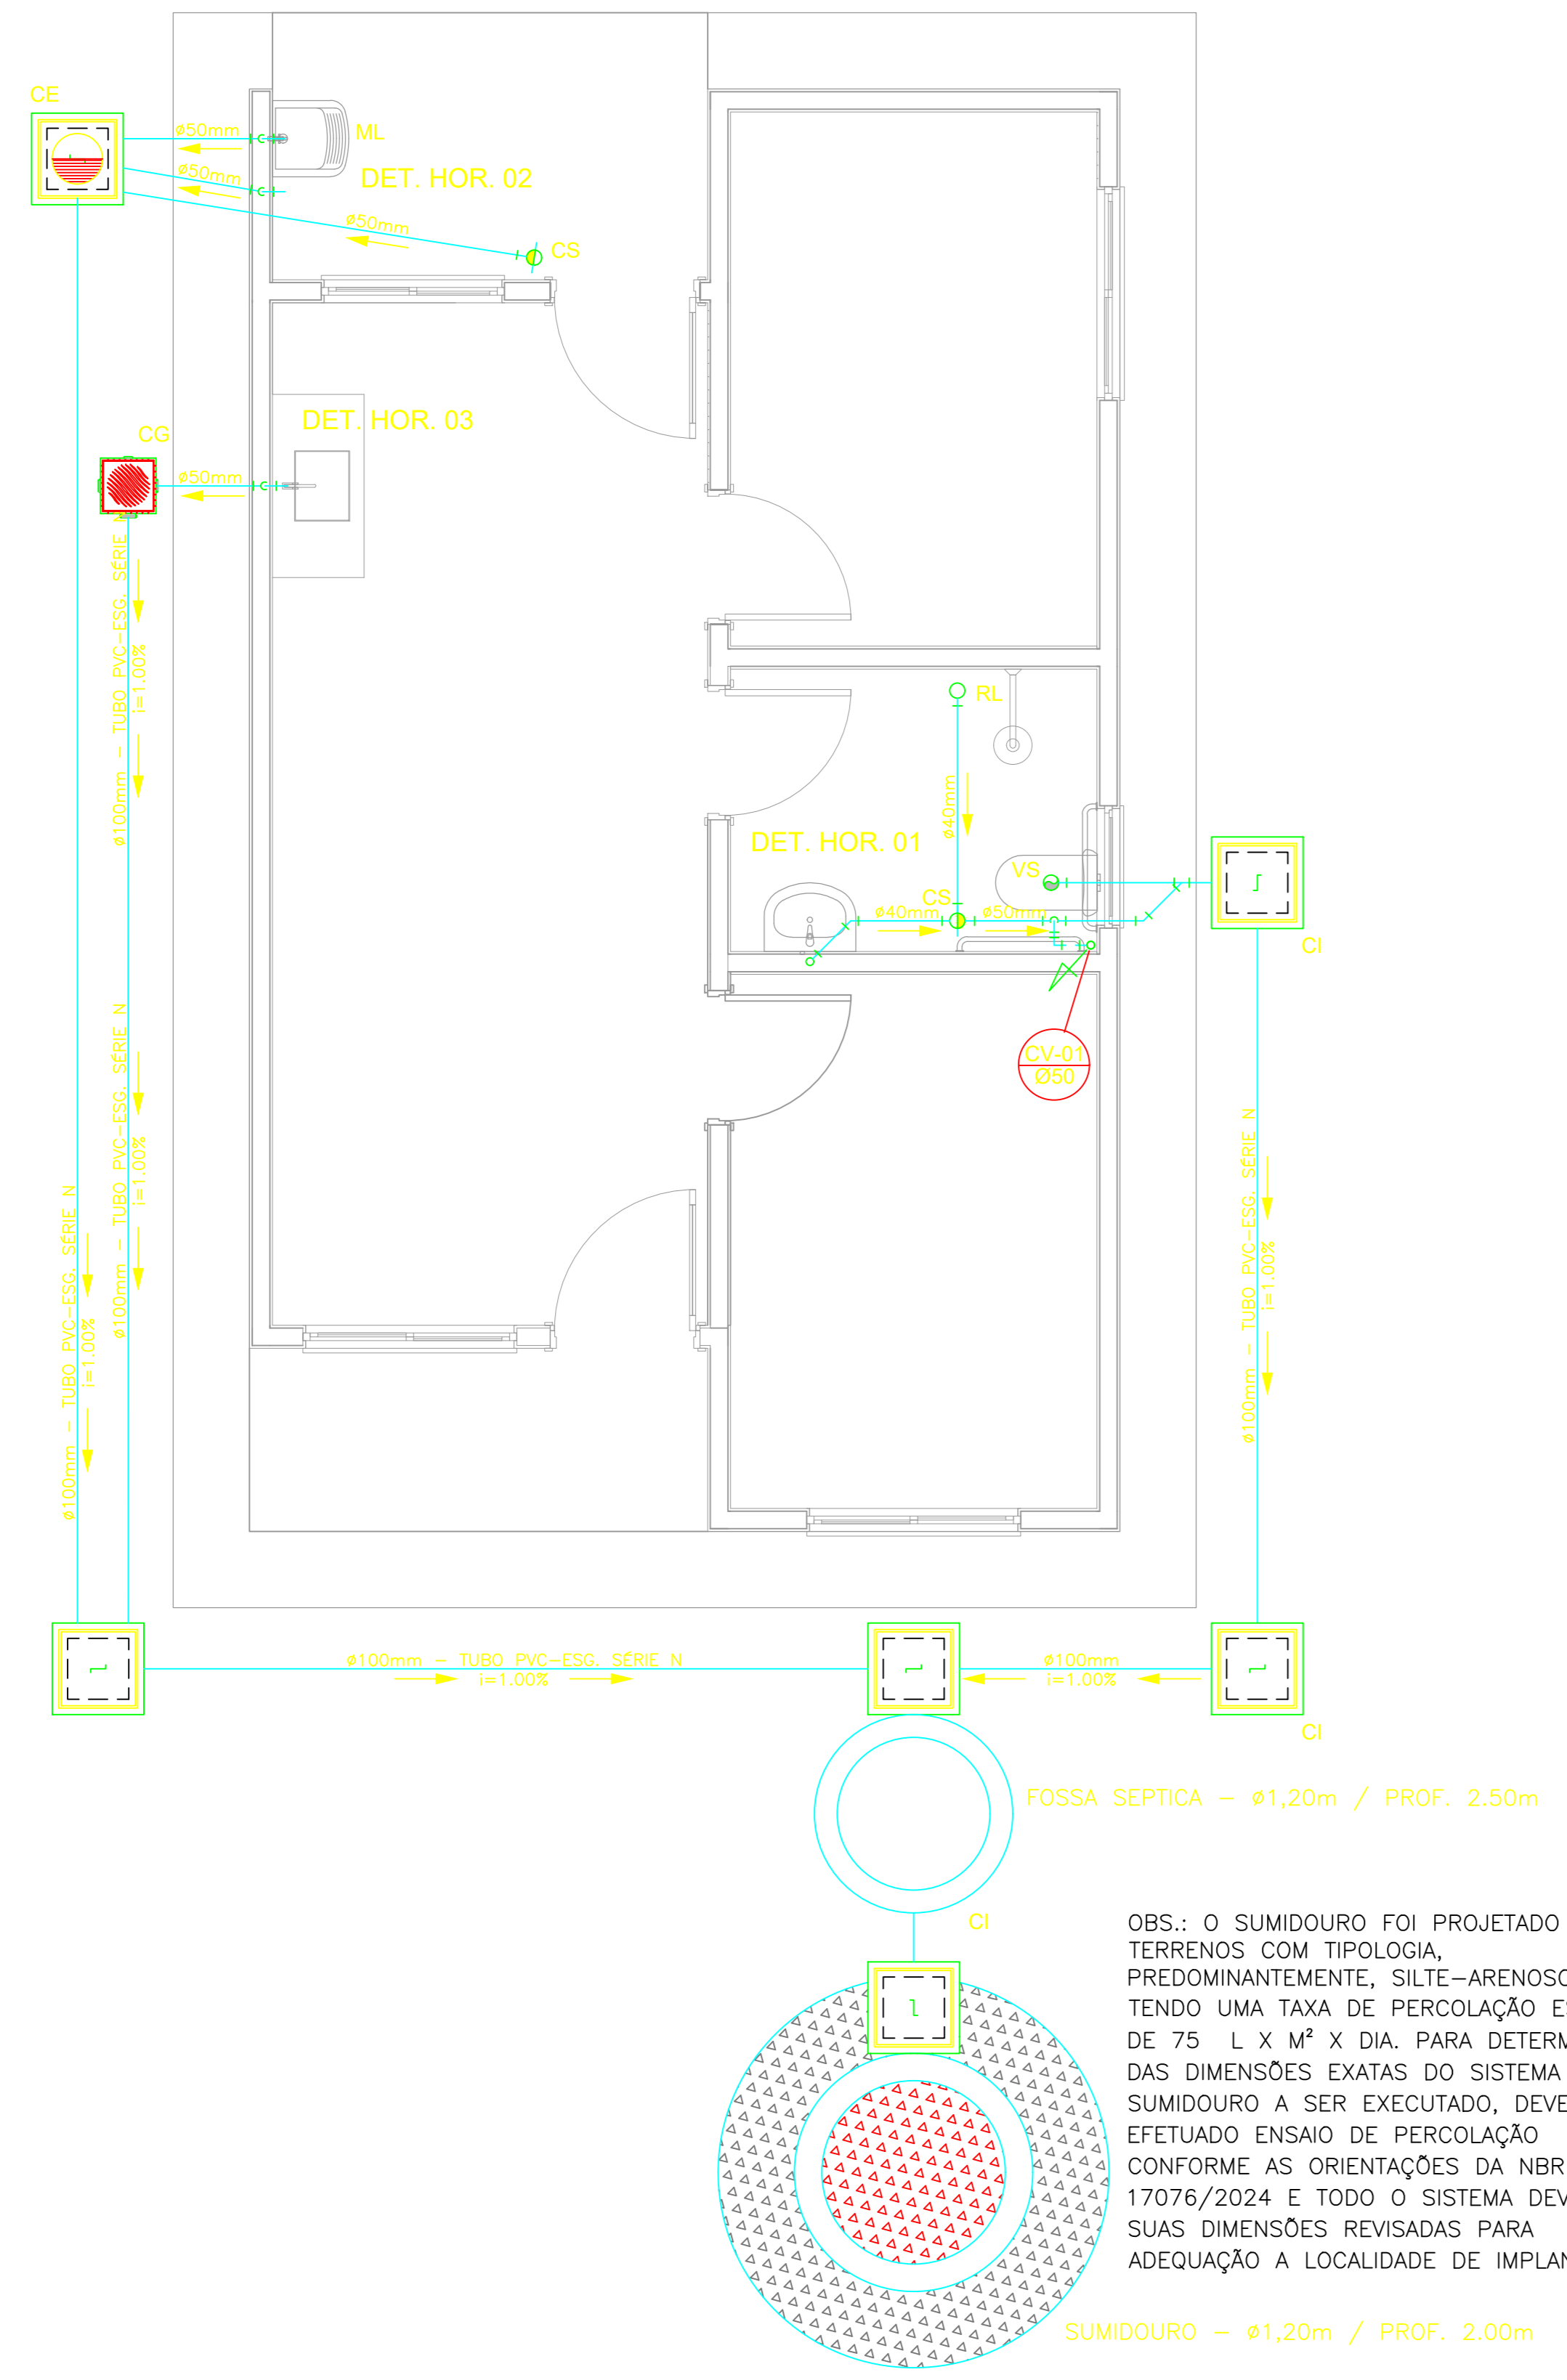 CE
ø50mm
ML
ø50mm
DET. HOR. 02
ø50mm
CS
DET. HOR. 03
CG
ø50mm
ø100mm – TUBO PVC–ESG. SÉRIE N
i=1.00%
RL
ø40mm
DET. HOR. 01
VS
CS
ø40mm
ø50mm
CI
CV-01
Ø50
ø100mm – TUBO PVC–ESG. SÉRIE N
i=1.00%
ø100mm – TUBO PVC–ESG. SÉRIE N
i=1.00%
ø100mm – TUBO PVC–ESG. SÉRIE N
i=1.00%
ø100mm – TUBO PVC–ESG. SÉRIE N
i=1.00%
ø100mm
i=1.00%
CI
FOSSA SEPTICA – ø1,20m / PROF. 2.50m
CI
OBS.: O SUMIDOURO FOI PROJETADO
TERRENOS COM TIPOLOGIA,
PREDOMINANTEMENTE, SILTE–ARENOSO
TENDO UMA TAXA DE PERCOLAÇÃO
DE 75 L X M² X DIA. PARA
DAS DIMENSÕES EXATAS DO SISTEMA
SUMIDOURO A SER EXECUTADO,
EFETUADO ENSAIO DE PERCOLAÇÃO
CONFORME AS ORIENTAÇÕES DA NBR
17076/2024 E TODO O SISTEMA
SUAS DIMENSÕES REVISADAS PARA
ADEQUAÇÃO A LOCALIDADE DE
SUMIDOURO – ø1,20m / PROF. 2.00m